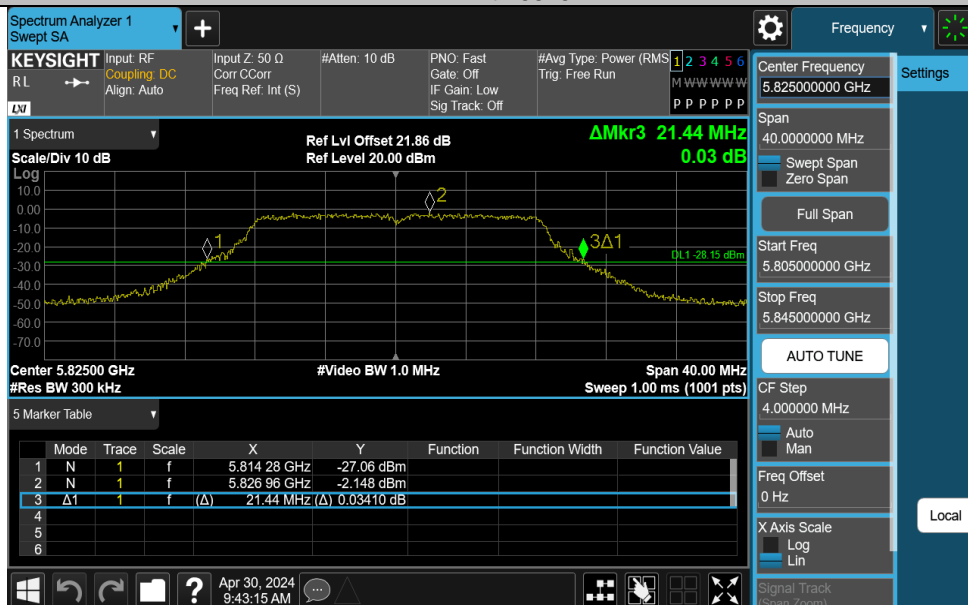 Spectrum Analyzer 1
Swept SA
Frequency
KEYSIGHT
RL
LXI
Input: RF
Coupling: DC
Align: Auto
Input Z: 50 Ω
Corr CCorr
Freq Ref: Int (S)
#Atten: 10 dB
PNO: Fast
Gate: Off
IF Gain: Low
Sig Track: Off
#Avg Type: Power (RMS
Trig: Free Run
1 2 3 4 5 6
M W W W W W
P P P P P P
1 Spectrum
Scale/Div 10 dB
Ref Lvl Offset 21.86 dB
Ref Level 20.00 dBm
ΔMkr3 21.44 MHz
0.03 dB
Log
10.0
0.00
-10.0
-20.0
-30.0
-40.0
-50.0
-60.0
-70.0
1
2
3Δ1
DL1 -28.15 dBm
Center 5.82500 GHz
#Video BW 1.0 MHz
Span 40.00 MHz
#Res BW 300 kHz
Sweep 1.00 ms (1001 pts)
5 Marker Table
Mode Trace Scale X Y Function Function Width Function Value
1 N 1 f 5.814 28 GHz -27.06 dBm
2 N 1 f 5.826 96 GHz -2.148 dBm
3 Δ1 1 f (Δ) 21.44 MHz (Δ) 0.03410 dB
4
5
6
?
Apr 30, 2024
9:43:15 AM
Center Frequency
5.825000000 GHz
Settings
Span
40.0000000 MHz
Swept Span
Zero Span
Full Span
Start Freq
5.805000000 GHz
Stop Freq
5.845000000 GHz
AUTO TUNE
CF Step
4.000000 MHz
Auto
Man
Freq Offset
0 Hz
X Axis Scale
Log
Lin
Local
Signal Track
(Span Zoom)